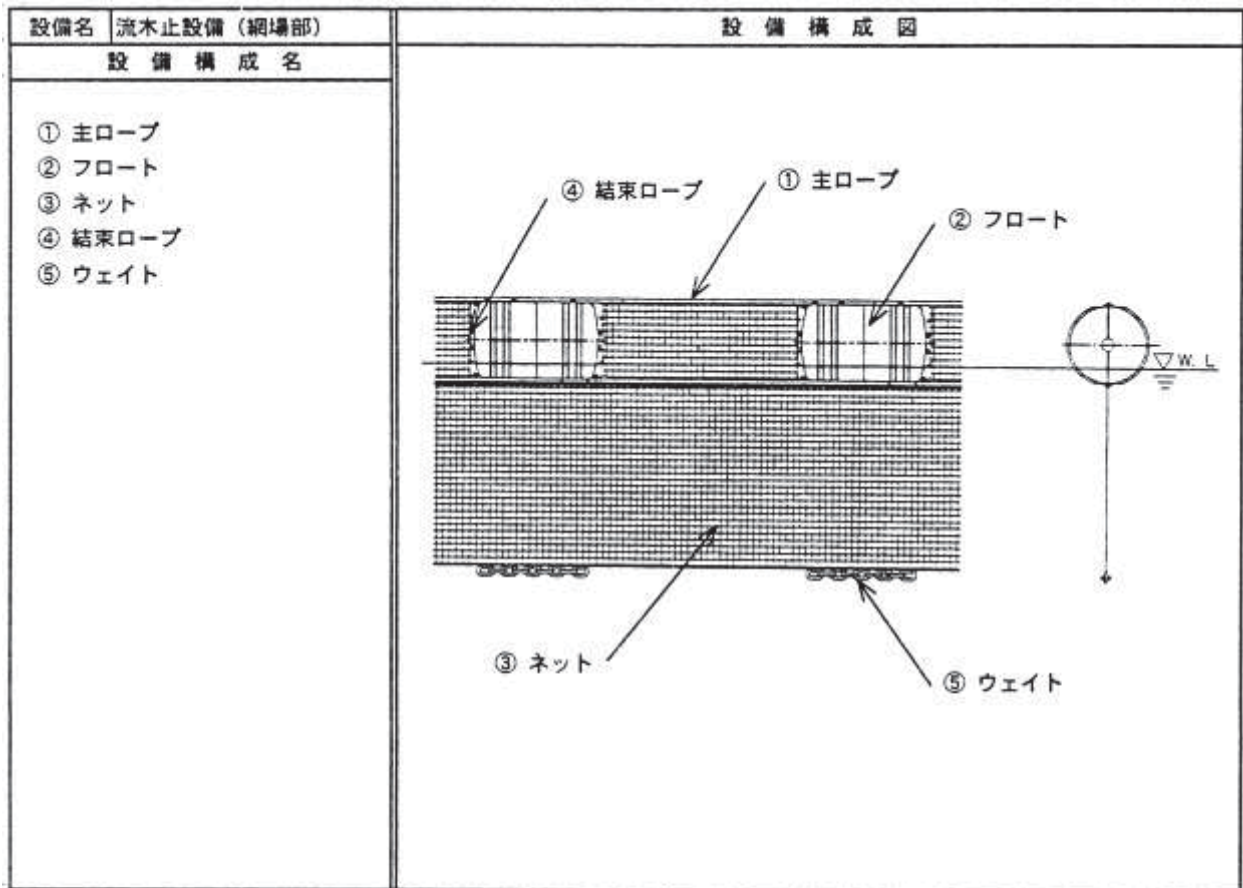 設備名 流木止設備（網場部）
設備構成図
設備構成名
① 主ロープ
② フロート
③ ネット
④ 結束ロープ
⑤ ウェイト
④ 結束ロープ
① 主ロープ
② フロート
W. L
③ ネット
⑤ ウェイト